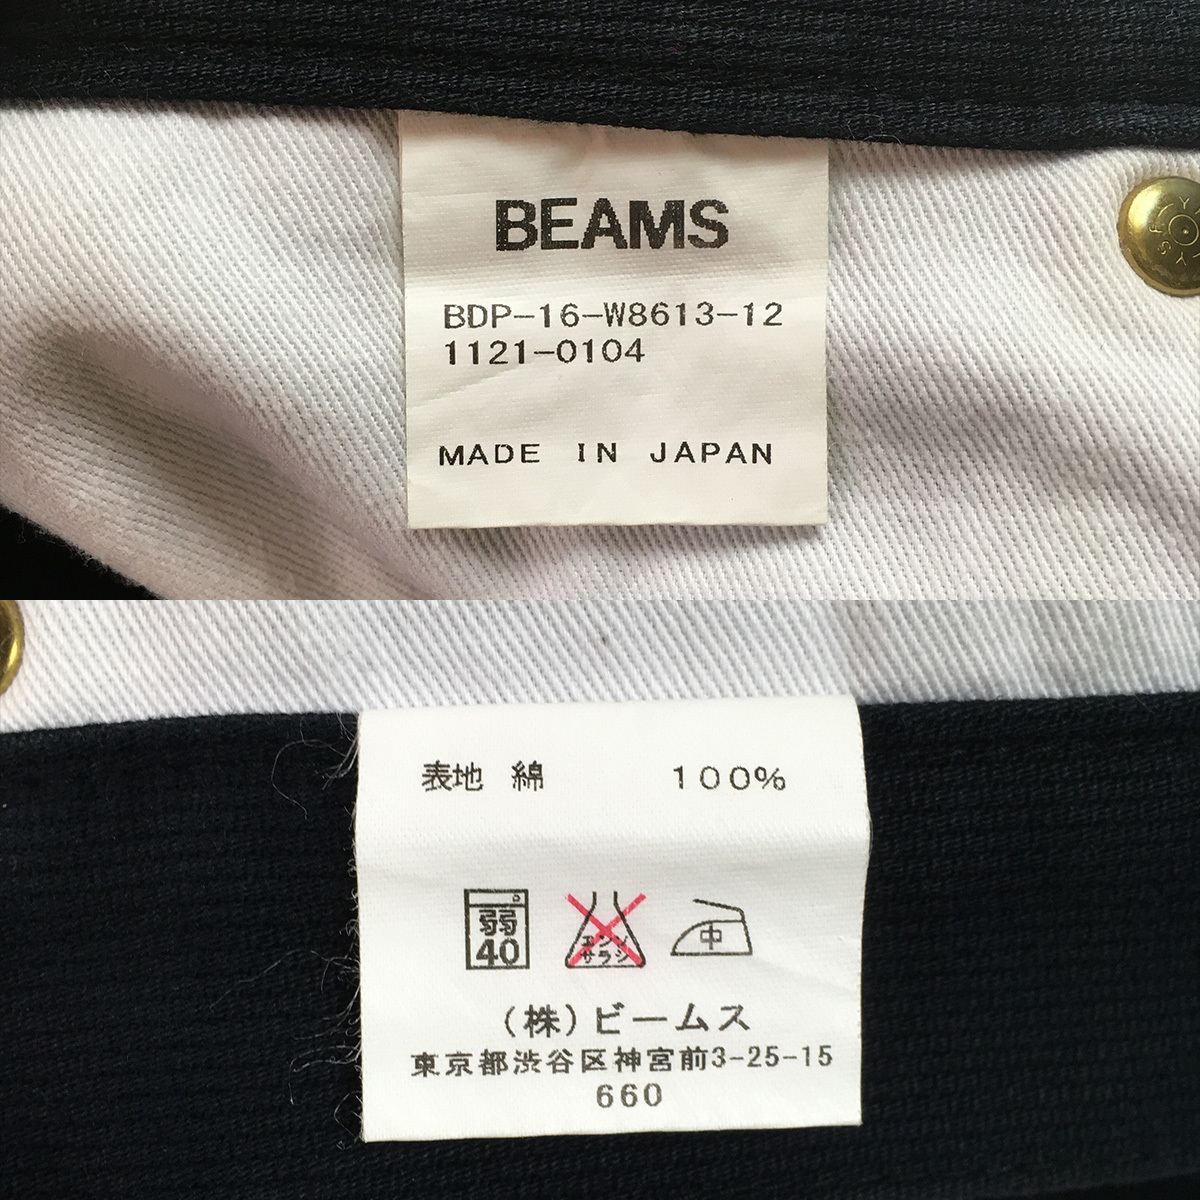 BEAMS
BDP-16-W8613-12
1121-0104
MADE IN JAPAN
表地 綿 100%
弱
40
エンソ
サラシ
中
(株)ビームス
東京都渋谷区神宮前3-25-15
660